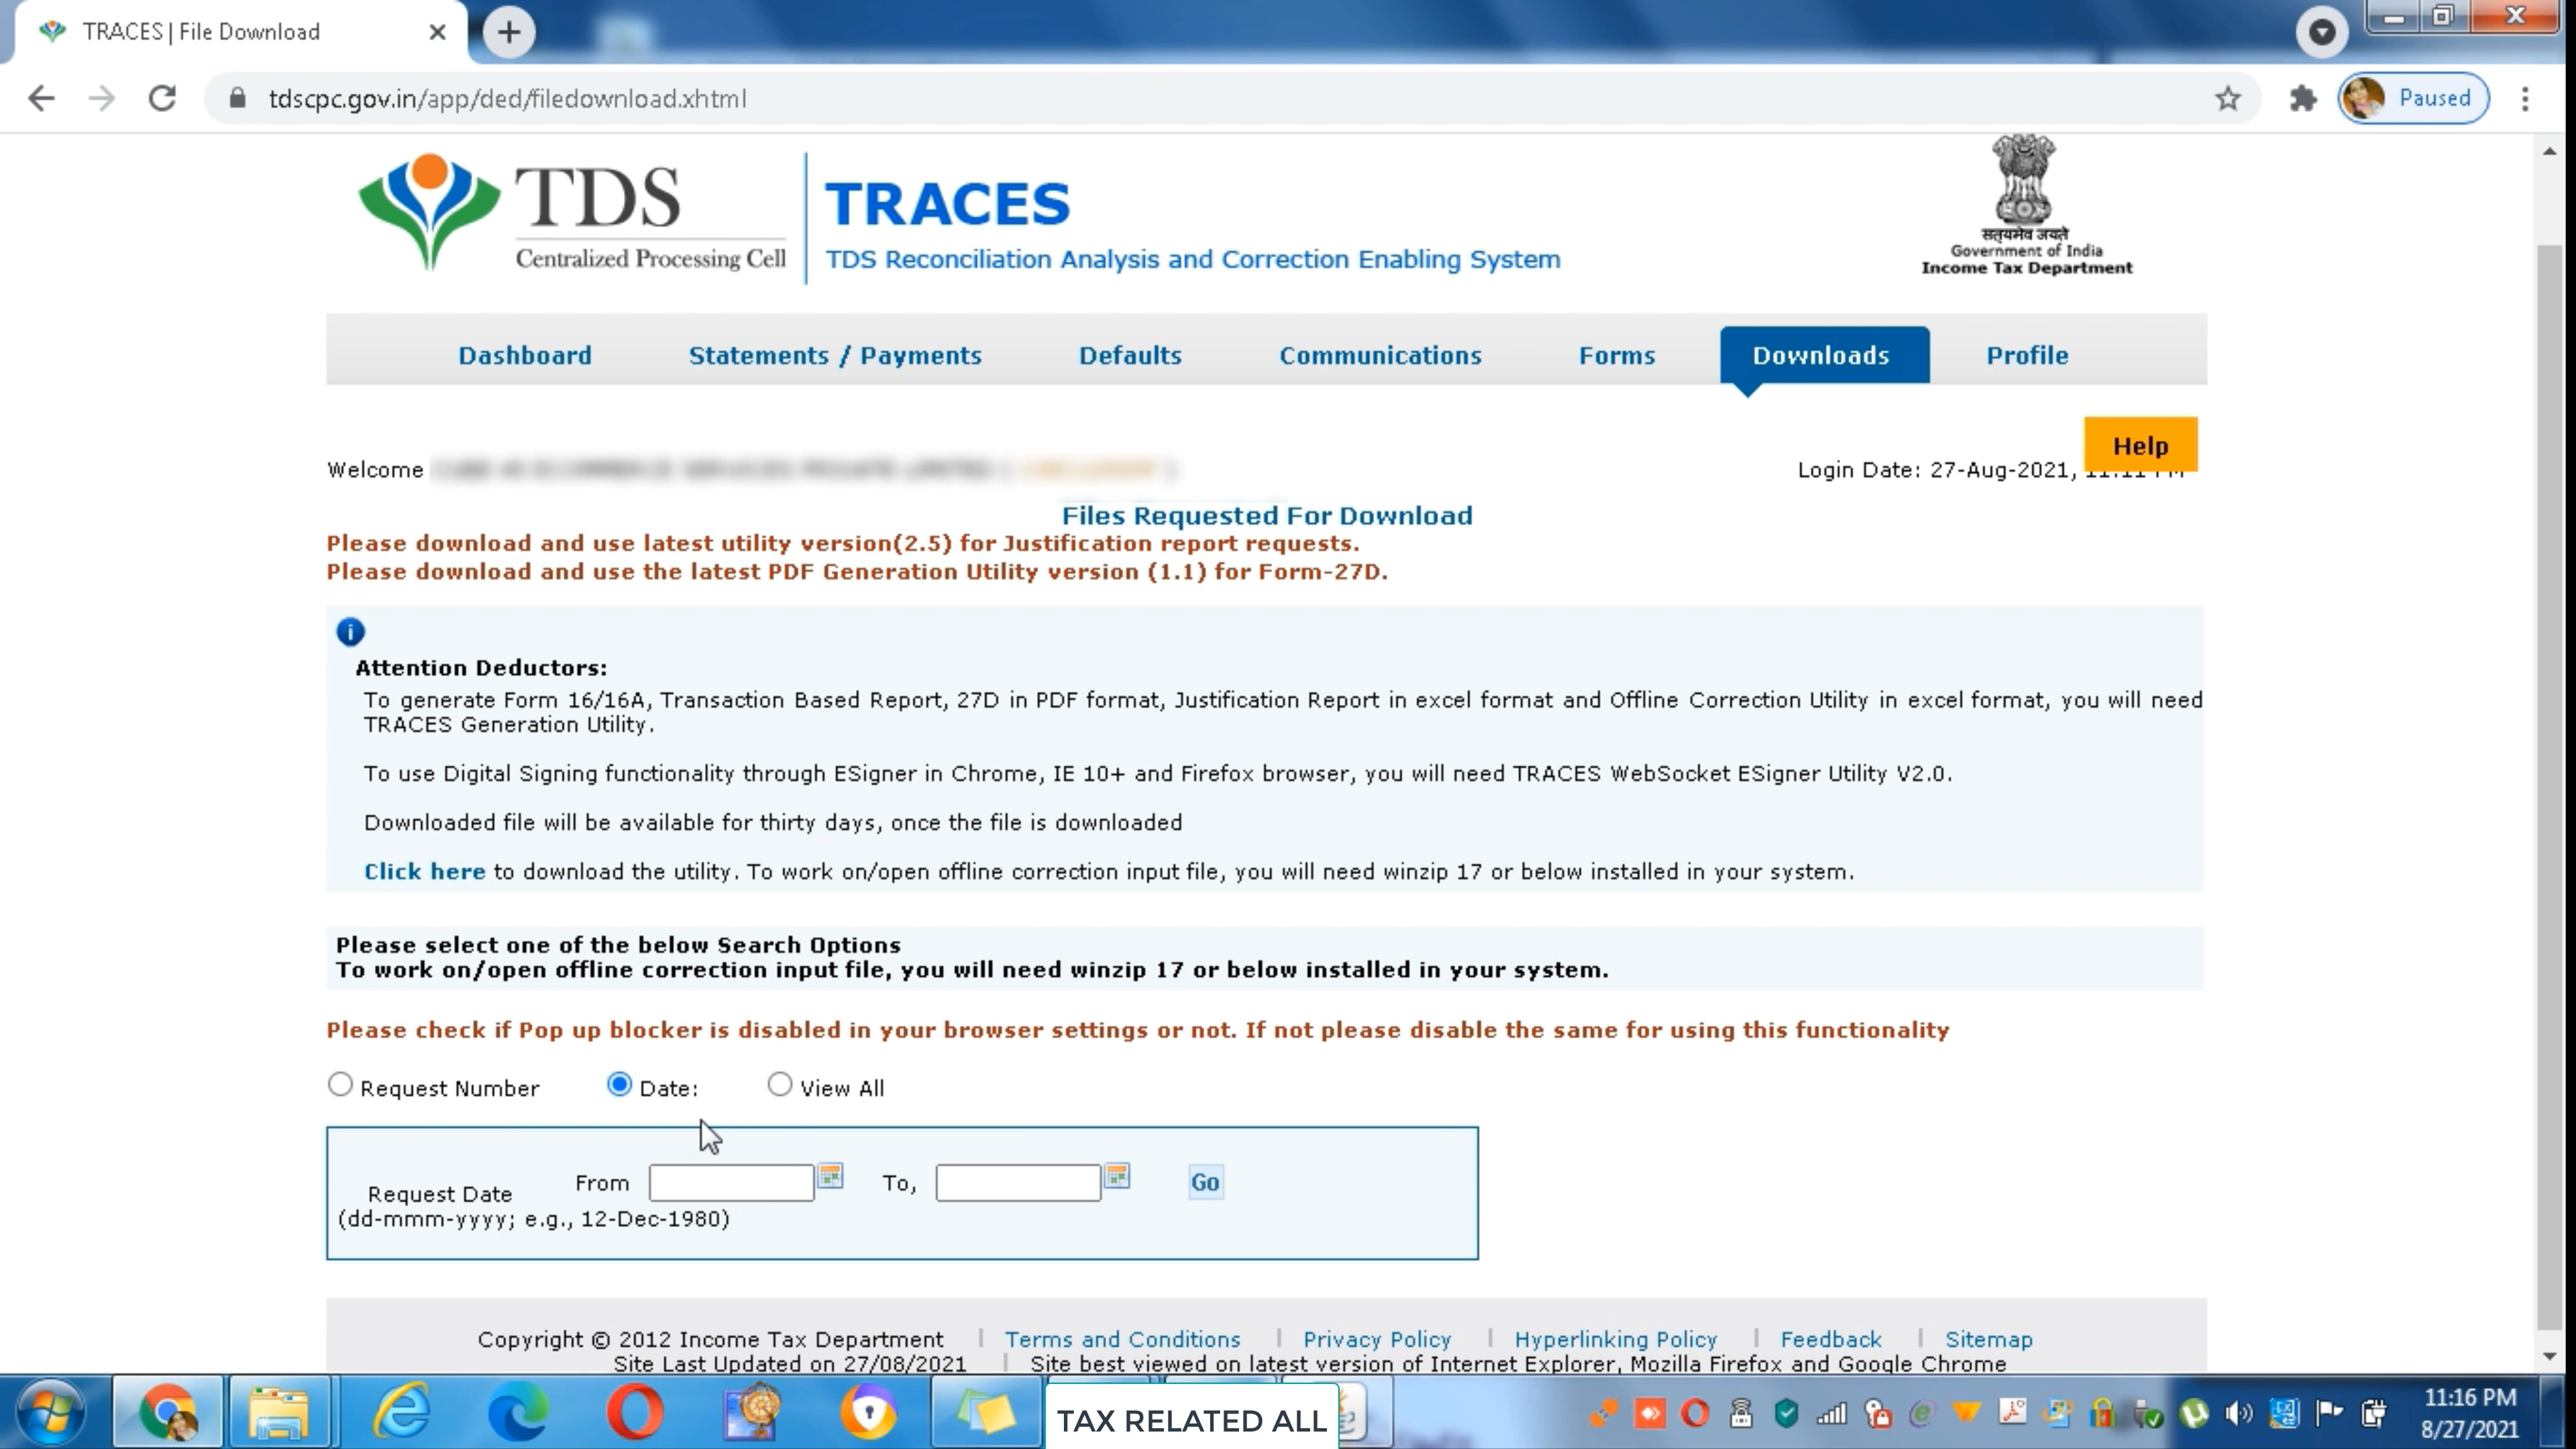 TRACES | File Download
tdscpc.gov.in/app/ded/filedownload.xhtml
Paused
TDS
Centralized Processing Cell
TRACES
TDS Reconciliation Analysis and Correction Enabling System
सत्यमेव जयते
Government of India
Income Tax Department
Dashboard Statements / Payments Defaults Communications Forms Downloads Profile
Help
Welcome
Login Date: 27-Aug-2021, 11:11 PM
Files Requested For Download
Please download and use latest utility version(2.5) for Justification report requests.
Please download and use the latest PDF Generation Utility version (1.1) for Form-27D.
Attention Deductors:
To generate Form 16/16A, Transaction Based Report, 27D in PDF format, Justification Report in excel format and Offline Correction Utility in excel format, you will need
TRACES Generation Utility.
To use Digital Signing functionality through ESigner in Chrome, IE 10+ and Firefox browser, you will need TRACES WebSocket ESigner Utility V2.0.
Downloaded file will be available for thirty days, once the file is downloaded
Click here to download the utility. To work on/open offline correction input file, you will need winzip 17 or below installed in your system.
Please select one of the below Search Options
To work on/open offline correction input file, you will need winzip 17 or below installed in your system.
Please check if Pop up blocker is disabled in your browser settings or not. If not please disable the same for using this functionality
Request Number Date: View All
From To, Go
Request Date
(dd-mmm-yyyy; e.g., 12-Dec-1980)
Copyright © 2012 Income Tax Department | Terms and Conditions | Privacy Policy | Hyperlinking Policy | Feedback | Sitemap
Site Last Updated on 27/08/2021 | Site best viewed on latest version of Internet Explorer, Mozilla Firefox and Google Chrome
TAX RELATED ALL
11:16 PM
8/27/2021